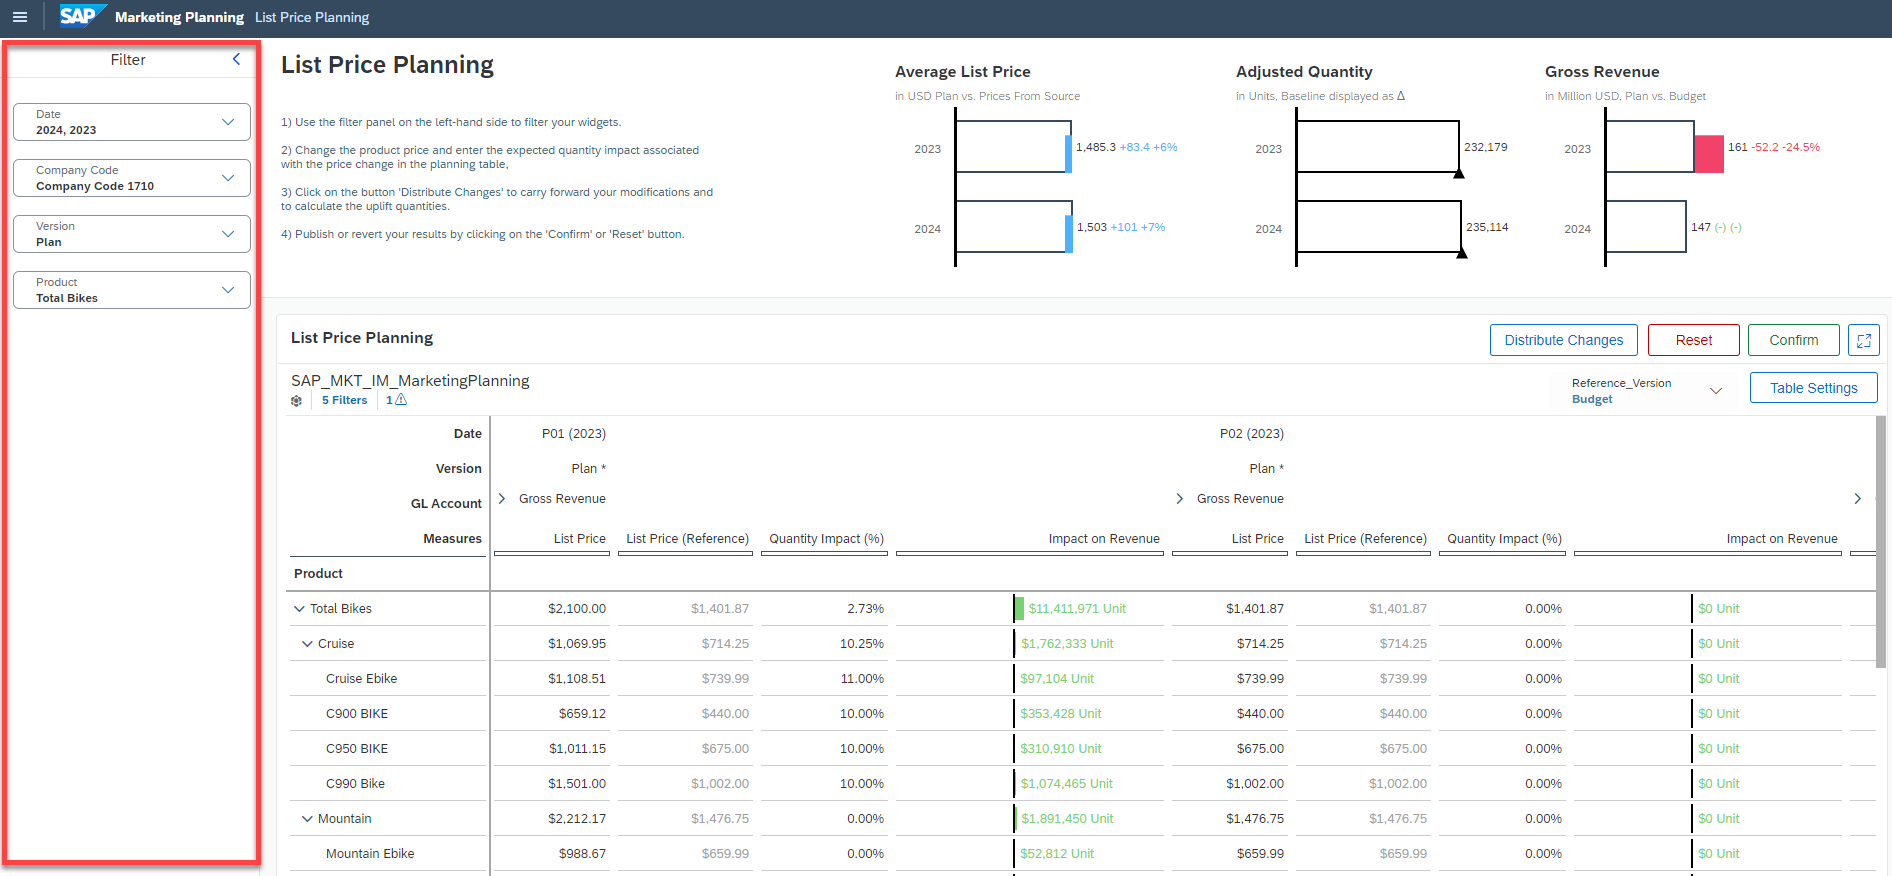 SAP Marketing Planning List Price Planning
Filter
Date
2024, 2023
Company Code
Company Code 1710
Version
Plan
Product
Total Bikes
List Price Planning
1) Use the filter panel on the left-hand side to filter your widgets.
2) Change the product price and enter the expected quantity impact associated
with the price change in the planning table,
3) Click on the button 'Distribute Changes' to carry forward your modifications and
to calculate the uplift quantities.
4) Publish or revert your results by clicking on the 'Confirm' or 'Reset' button.
Average List Price
in USD Plan vs. Prices From Source
2023 1,485.3 +83.4 +6%
2024 1,503 +101 +7%
Adjusted Quantity
in Units, Baseline displayed as Δ
2023 232,179
2024 235,114
Gross Revenue
in Million USD, Plan vs. Budget
2023 161 -52.2 -24.5%
2024 147 (-) (-)
List Price Planning
Distribute Changes Reset Confirm
SAP_MKT_IM_MarketingPlanning
5 Filters 1
Reference_Version
Budget
Table Settings
Date P01 (2023) P02 (2023)
Version Plan * Plan *
GL Account Gross Revenue Gross Revenue
Measures List Price List Price (Reference) Quantity Impact (%) Impact on Revenue List Price List Price (Reference) Quantity Impact (%) Impact on Revenue
Product
Total Bikes $2,100.00 $1,401.87 2.73% $11,411,971 Unit $1,401.87 $1,401.87 0.00% $0 Unit
Cruise $1,069.95 $714.25 10.25% $1,762,333 Unit $714.25 $714.25 0.00% $0 Unit
Cruise Ebike $1,108.51 $739.99 11.00% $97,104 Unit $739.99 $739.99 0.00% $0 Unit
C900 BIKE $659.12 $440.00 10.00% $353,428 Unit $440.00 $440.00 0.00% $0 Unit
C950 BIKE $1,011.15 $675.00 10.00% $310,910 Unit $675.00 $675.00 0.00% $0 Unit
C990 Bike $1,501.00 $1,002.00 10.00% $1,074,465 Unit $1,002.00 $1,002.00 0.00% $0 Unit
Mountain $2,212.17 $1,476.75 0.00% $1,891,450 Unit $1,476.75 $1,476.75 0.00% $0 Unit
Mountain Ebike $988.67 $659.99 0.00% $52,812 Unit $659.99 $659.99 0.00% $0 Unit